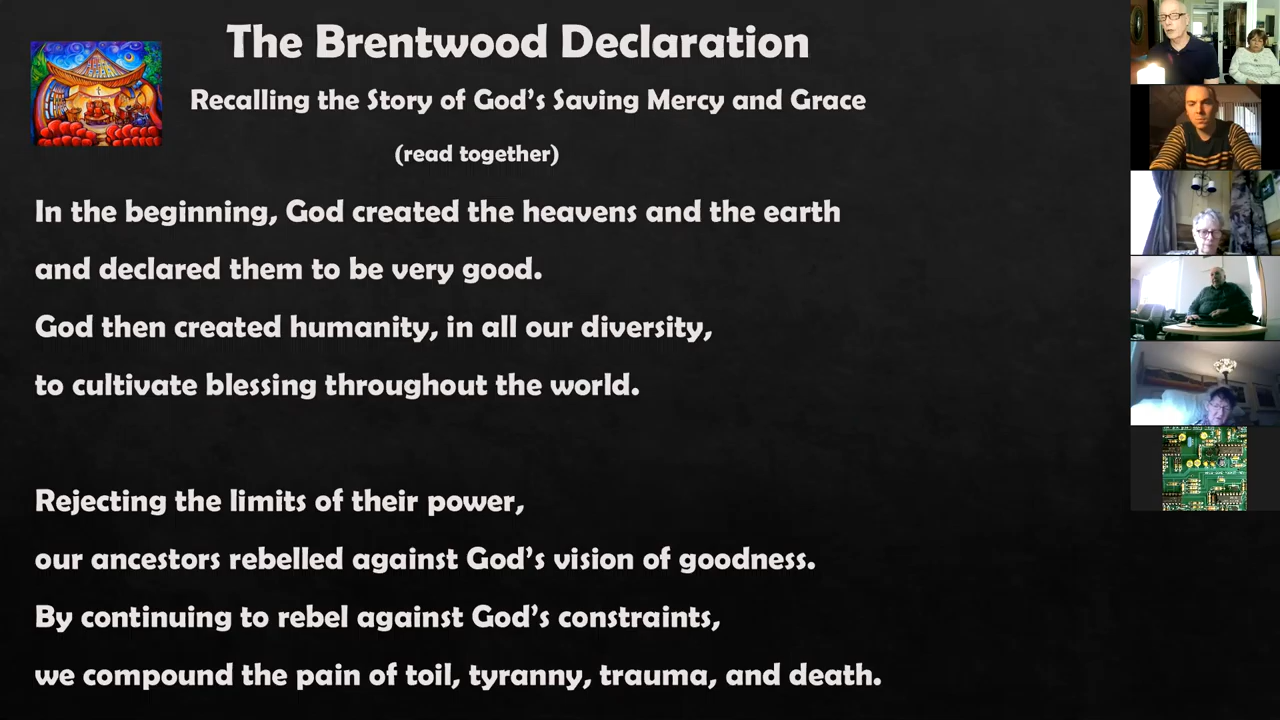 The Brentwood Declaration
Recalling the Story of God's Saving Mercy and Grace
(read together)
In the beginning, God created the heavens and the earth
and declared them to be very good.
God then created humanity, in all our diversity,
to cultivate blessing throughout the world.
Rejecting the limits of their power,
our ancestors rebelled against God's vision of goodness.
By continuing to rebel against God's constraints,
we compound the pain of toil, tyranny, trauma, and death.